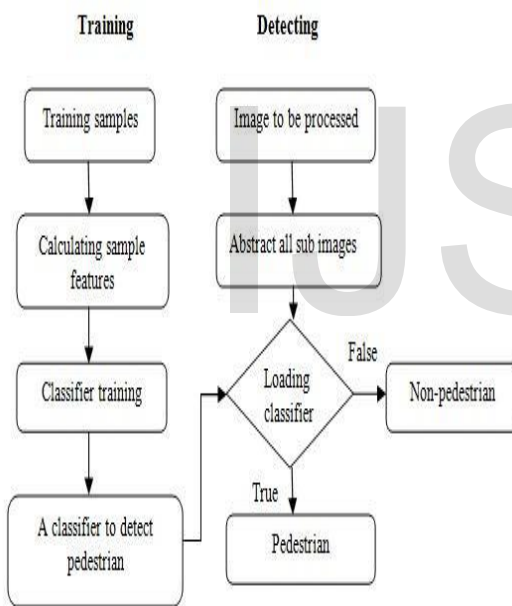 Training
Detecting
Training samples
Image to be processed
Calculating sample
features
Abstract all sub images
Classifier training
Loading
classifier
False
Non-pedestrian
True
A classifier to detect
pedestrian
Pedestrian
IJS